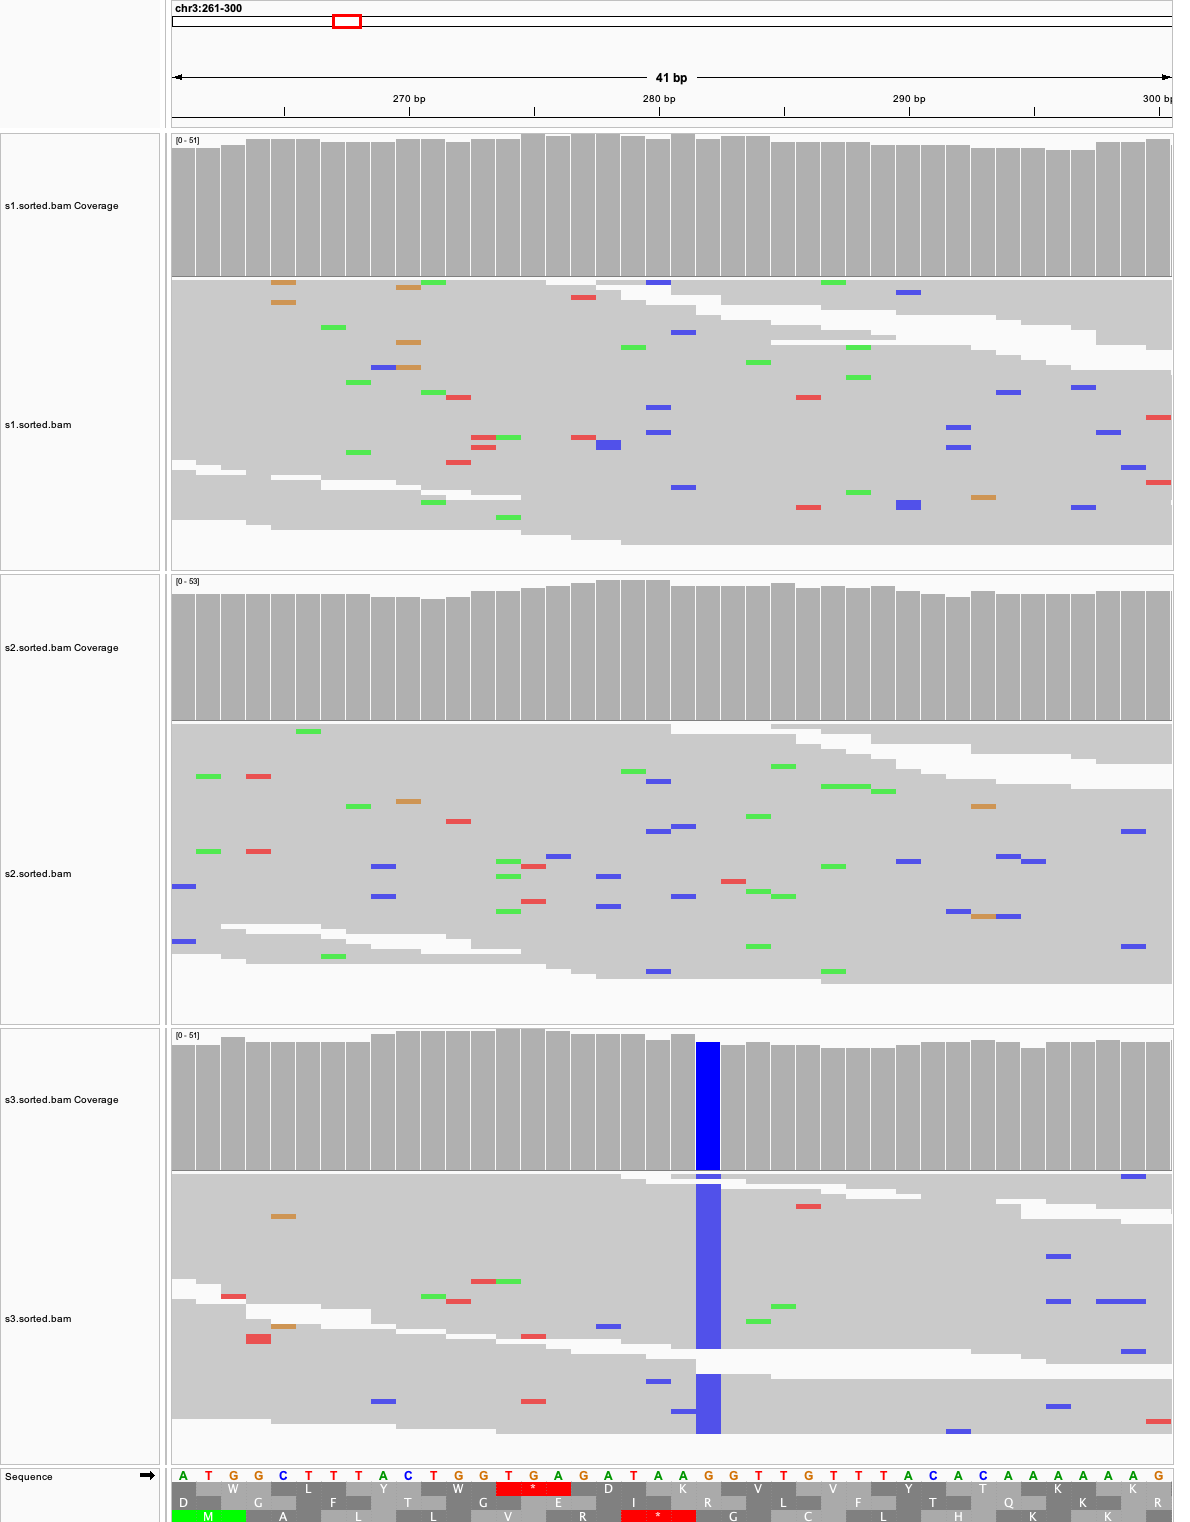 chr3:261-300
41 bp
270 bp 280 bp 290 bp 300 bp
[0 - 51]
s1.sorted.bam Coverage
s1.sorted.bam
[0 - 53]
s2.sorted.bam Coverage
s2.sorted.bam
[0 - 51]
s3.sorted.bam Coverage
s3.sorted.bam
Sequence A T G G C T T T A C T G G T G A G A T A A G G T T G T T T A C A C A A A A A A G
W L Y W * D K V V Y T K K
D G F T G E I R L F T Q K R
M A L L V R * G C L H K K